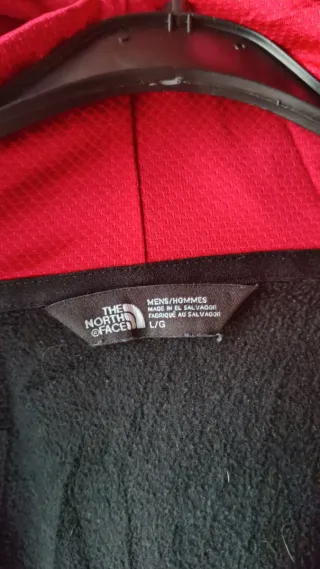 THE
NORTH
FACE
MENS/HOMMES
MADE IN EL SALVADOR
FABRIQUÉ AU SALVADOR
L/G